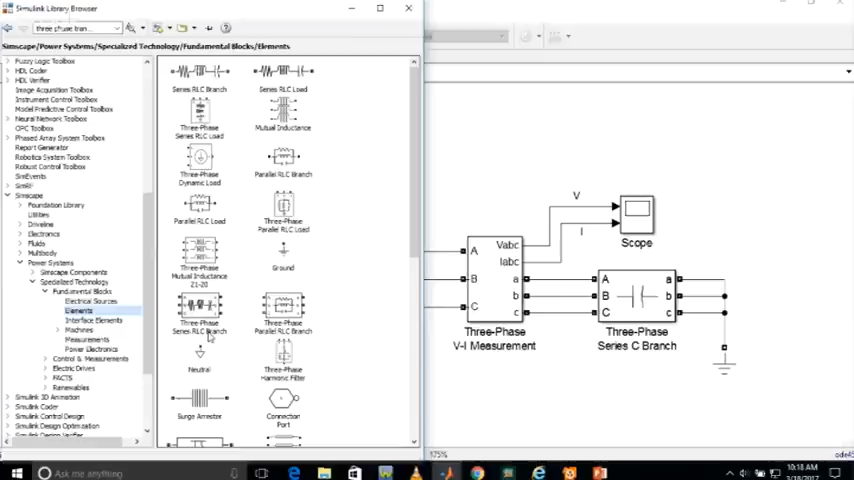 Simulink Library Browser
three phase tran...
Simscape/Power Systems/Specialized Technology/Fundamental Blocks/Elements
Fuzzy Logic Toolbox
HDL Coder
HDL Verifier
Image Acquisition Toolbox
Instrument Control Toolbox
Model Predictive Control Toolbox
Neural Network Toolbox
OPC Toolbox
Phased Array System Toolbox
Report Generator
Robotics System Toolbox
Robust Control Toolbox
SimEvents
SimRF
Simscape
Foundation Library
Utilities
Driveline
Electronics
Fluids
Multibody
Power Systems
Simscape Components
Specialized Technology
Fundamental Blocks
Electrical Sources
Elements
Interface Elements
Machines
Measurements
Power Electronics
Control & Measurements
Electric Drives
FACTS
Renewables
Simulink 3D Animation
Simulink Coder
Simulink Control Design
Simulink Design Optimization
Series RLC Branch
Series RLC Load
Three-Phase
Series RLC Load
Mutual Inductance
Three-Phase
Dynamic Load
Parallel RLC Branch
Parallel RLC Load
Three-Phase
Parallel RLC Load
Three-Phase
Mutual Inductance
Z1-Z0
Ground
Three-Phase
Series RLC Branch
Three-Phase
Parallel RLC Branch
Neutral
Three-Phase
Harmonic Filter
Surge Arrester
Connection
Port
V
I
Scope
A
B
C
Vabc
Iabc
a
b
c
Three-Phase
V-I Measurement
A
B
C
a
b
c
Three-Phase
Series C Branch
175%
ode45
Ask me anything
10:18 AM
3/18/2017